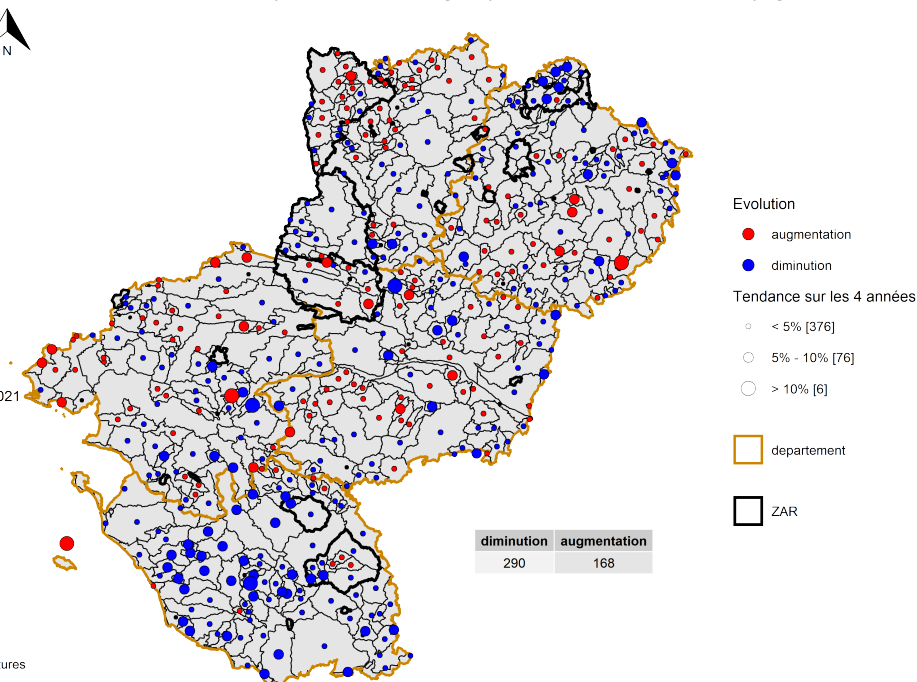 N
Evolution
augmentation
diminution
Tendance sur les 4 années
< 5% [376]
5% - 10% [76]
> 10% [6]
021
departement
ZAR
diminution augmentation
290 168
tures